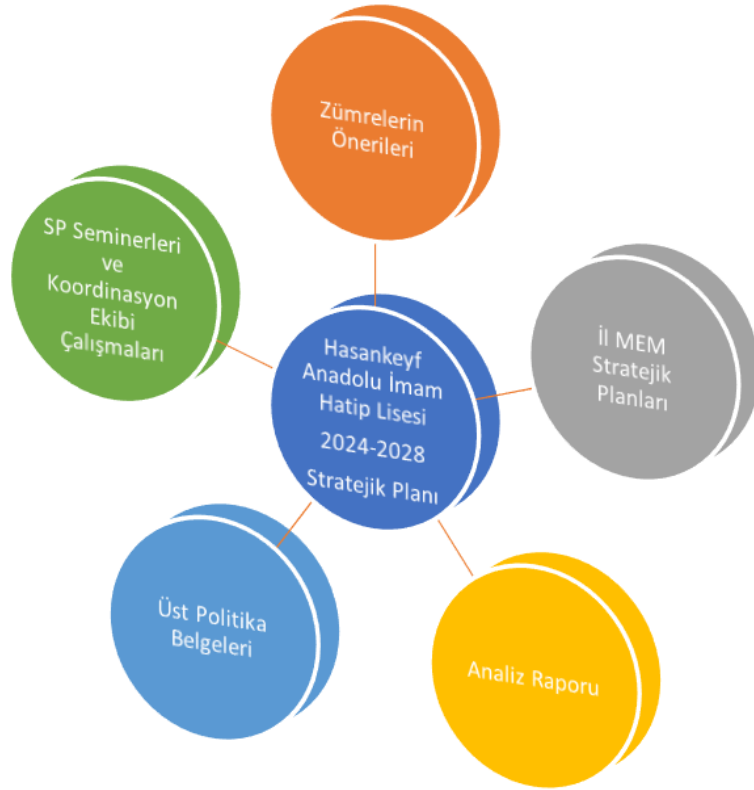 Zümrelerin
Önerileri
SP Seminerleri
ve
Koordinasyon
Ekibi
Çalışmaları
Hasankeyf
Anadolu İmam
Hatip Lisesi
2024-2028
Stratejik Planı
İl MEM
Stratejik
Planları
Üst Politika
Belgeleri
Analiz Raporu